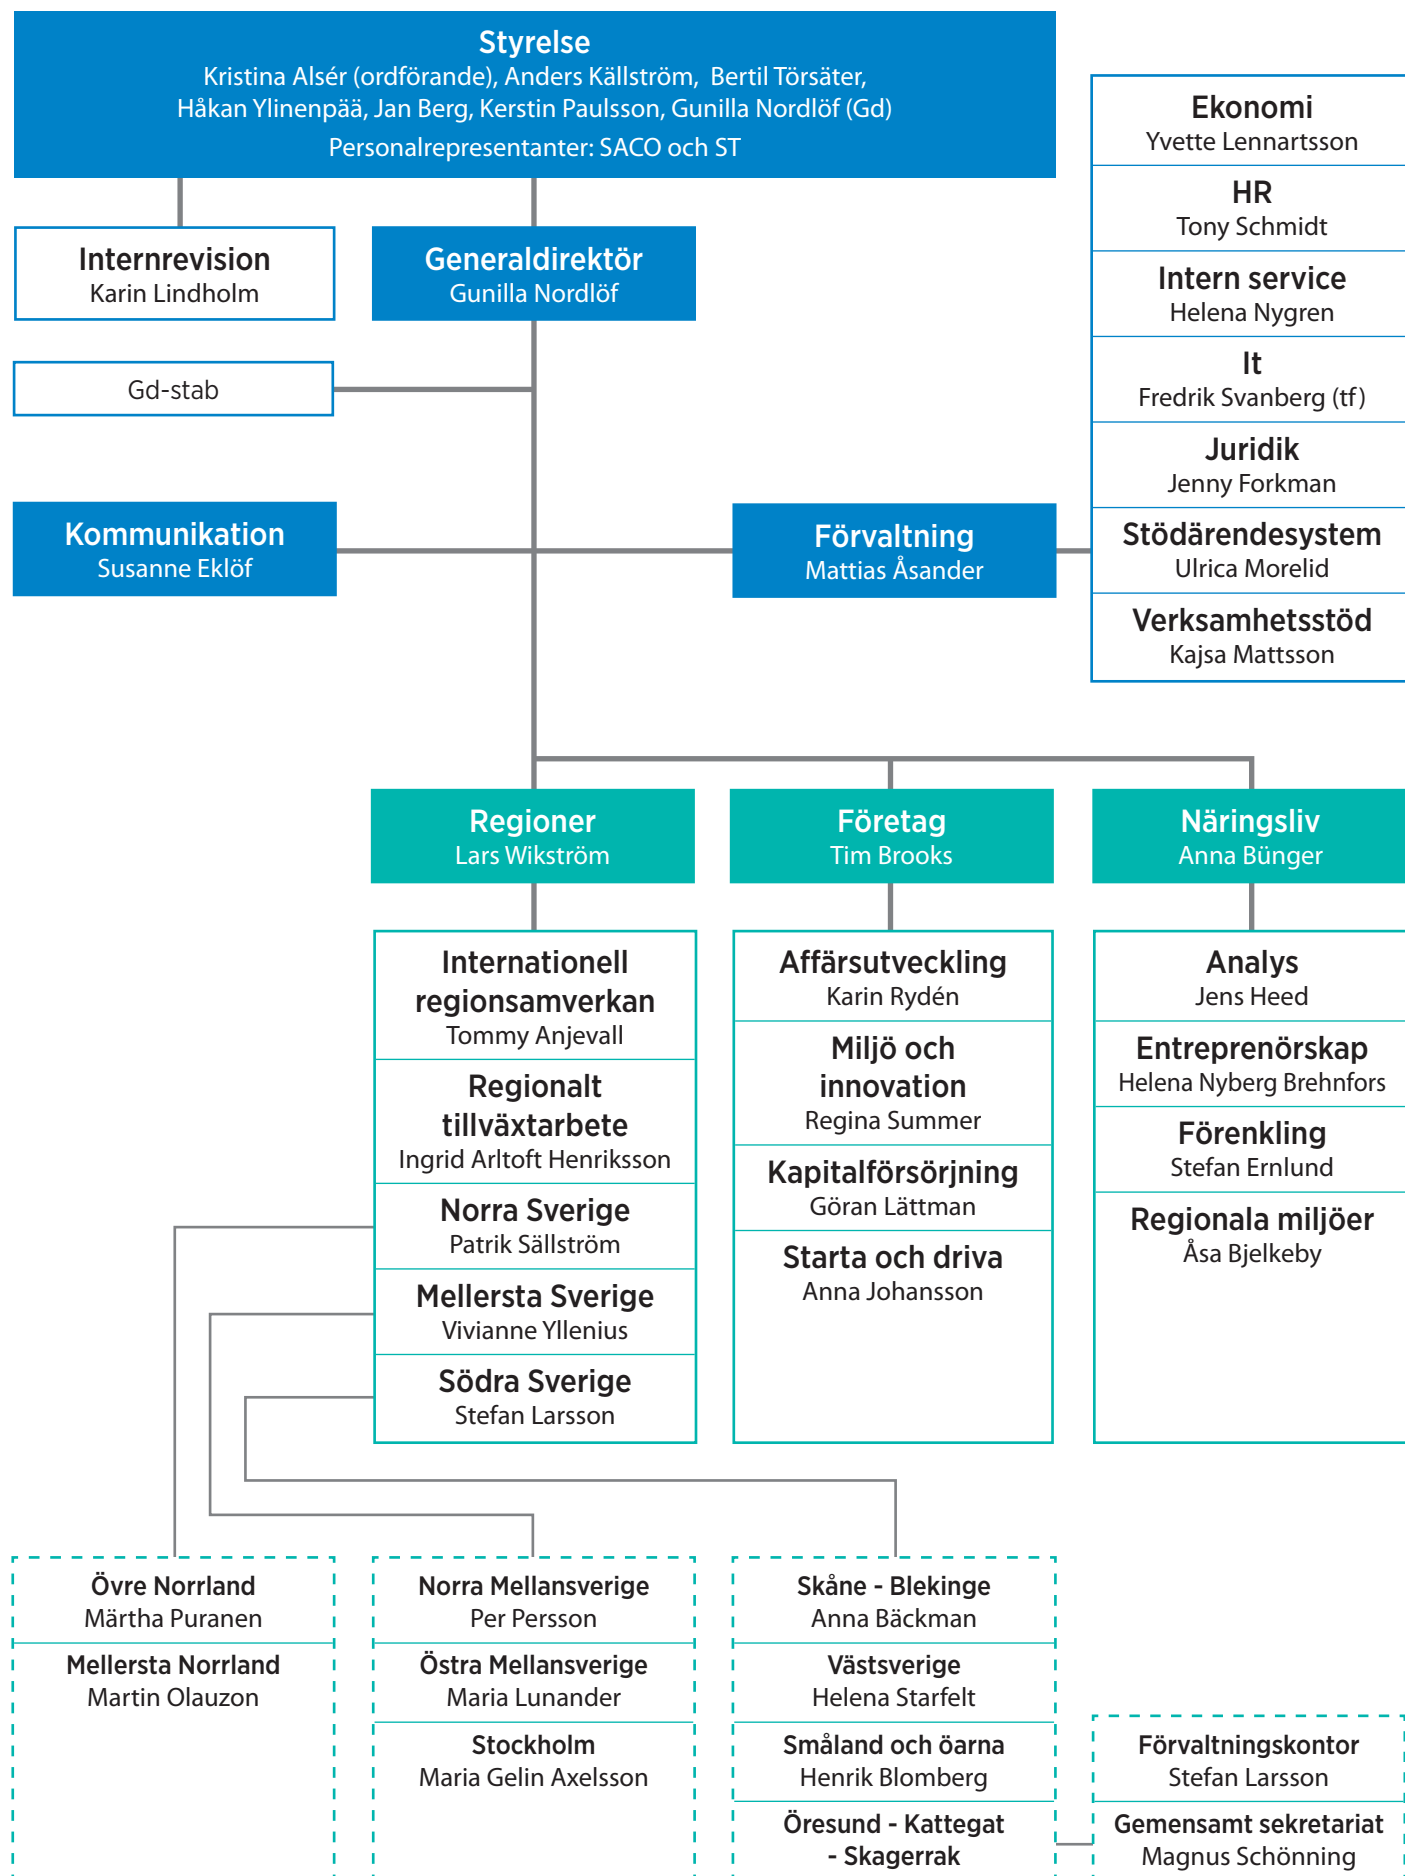 Styrelse
Kristina Alsér (ordförande), Anders Källström, Bertil Törsäter,
Håkan Ylinenpää, Jan Berg, Kerstin Paulsson, Gunilla Nordlöf (Gd)
Personalrepresentanter: SACO och ST
Internrevision
Karin Lindholm
Generaldirektör
Gunilla Nordlöf
Gd-stab
Kommunikation
Susanne Eklöf
Förvaltning
Mattias Åsander
Ekonomi
Yvette Lennartsson
HR
Tony Schmidt
Intern service
Helena Nygren
It
Fredrik Svanberg (tf)
Juridik
Jenny Forkman
Stödärendesystem
Ulrica Morelid
Verksamhetsstöd
Kajsa Mattsson
Regioner
Lars Wikström
Företag
Tim Brooks
Näringsliv
Anna Bünger
Internationell
regionsamverkan
Tommy Anjevall
Regionalt
tillväxtarbete
Ingrid Arltoft Henriksson
Norra Sverige
Patrik Sällström
Mellersta Sverige
Vivianne Yllenius
Södra Sverige
Stefan Larsson
Affärsutveckling
Karin Rydén
Miljö och
innovation
Regina Summer
Kapitalförsörjning
Göran Lättman
Starta och driva
Anna Johansson
Analys
Jens Heed
Entreprenörskap
Helena Nyberg Brehnfors
Förenkling
Stefan Ernlund
Regionala miljöer
Åsa Bjelkeby
Övre Norrland
Märtha Puranen
Mellersta Norrland
Martin Olauzon
Norra Mellansverige
Per Persson
Östra Mellansverige
Maria Lunander
Stockholm
Maria Gelin Axelsson
Skåne - Blekinge
Anna Bäckman
Västsverige
Helena Starfelt
Småland och öarna
Henrik Blomberg
Öresund - Kattegat
- Skagerrak
Förvaltningskontor
Stefan Larsson
Gemensamt sekretariat
Magnus Schönning